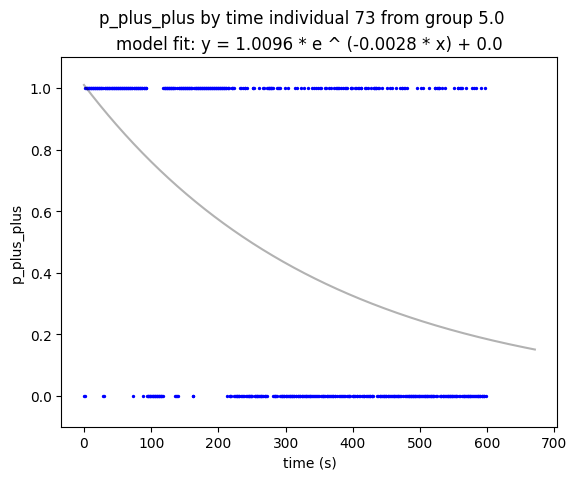 p_plus_plus by time individual 73 from group 5.0
model fit: y = 1.0096 * e ^ (-0.0028 * x) + 0.0
1.0
0.8
0.6
0.4
0.2
0.0
p_plus_plus
0 100 200 300 400 500 600 700
time (s)